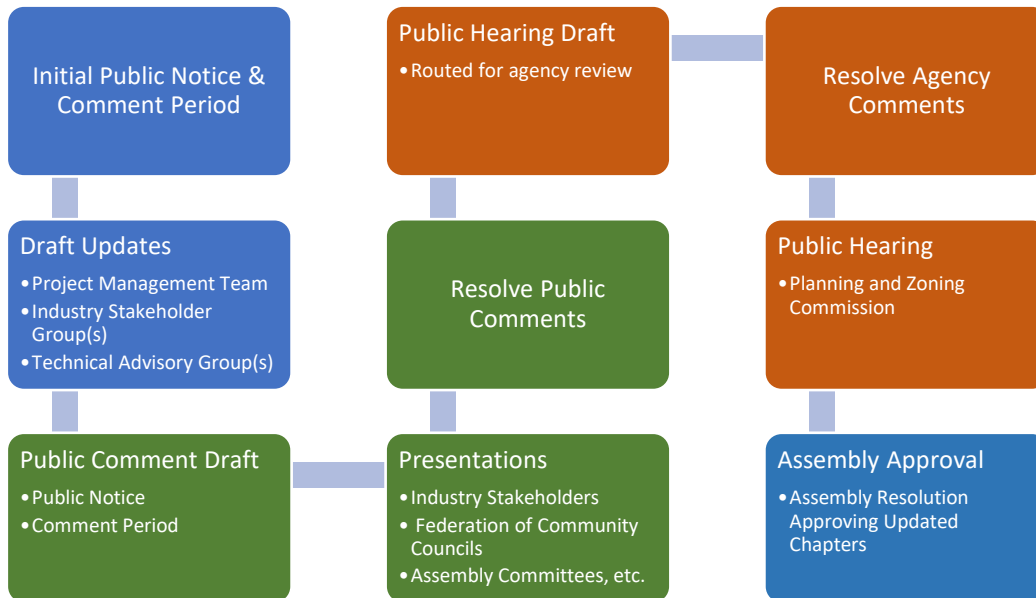 Initial Public Notice &
Comment Period
Draft Updates
•Project Management Team
•Industry Stakeholder
Group(s)
•Technical Advisory Group(s)
Public Comment Draft
•Public Notice
•Comment Period
Presentations
•Industry Stakeholders
• Federation of Community
Councils
•Assembly Committees, etc.
Resolve Public
Comments
Public Hearing Draft
•Routed for agency review
Resolve Agency
Comments
Public Hearing
•Planning and Zoning
Commission
Assembly Approval
•Assembly Resolution
Approving Updated
Chapters